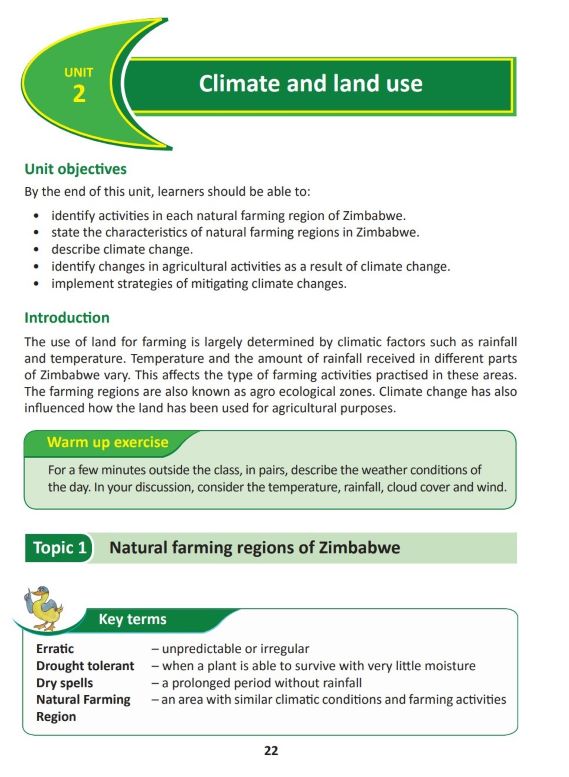 UNIT
2
Climate and land use
Unit objectives
By the end of this unit, learners should be able to:
• identify activities in each natural farming region of Zimbabwe.
• state the characteristics of natural farming regions in Zimbabwe.
• describe climate change.
• identify changes in agricultural activities as a result of climate change.
• implement strategies of mitigating climate changes.
Introduction
The use of land for farming is largely determined by climatic factors such as rainfall
and temperature. Temperature and the amount of rainfall received in different parts
of Zimbabwe vary. This affects the type of farming activities practised in these areas.
The farming regions are also known as agro ecological zones. Climate change has also
influenced how the land has been used for agricultural purposes.
Warm up exercise
For a few minutes outside the class, in pairs, describe the weather conditions of
the day. In your discussion, consider the temperature, rainfall, cloud cover and wind.
Topic 1 Natural farming regions of Zimbabwe
Key terms
Erratic – unpredictable or irregular
Drought tolerant – when a plant is able to survive with very little moisture
Dry spells – a prolonged period without rainfall
Natural Farming – an area with similar climatic conditions and farming activities
Region
22